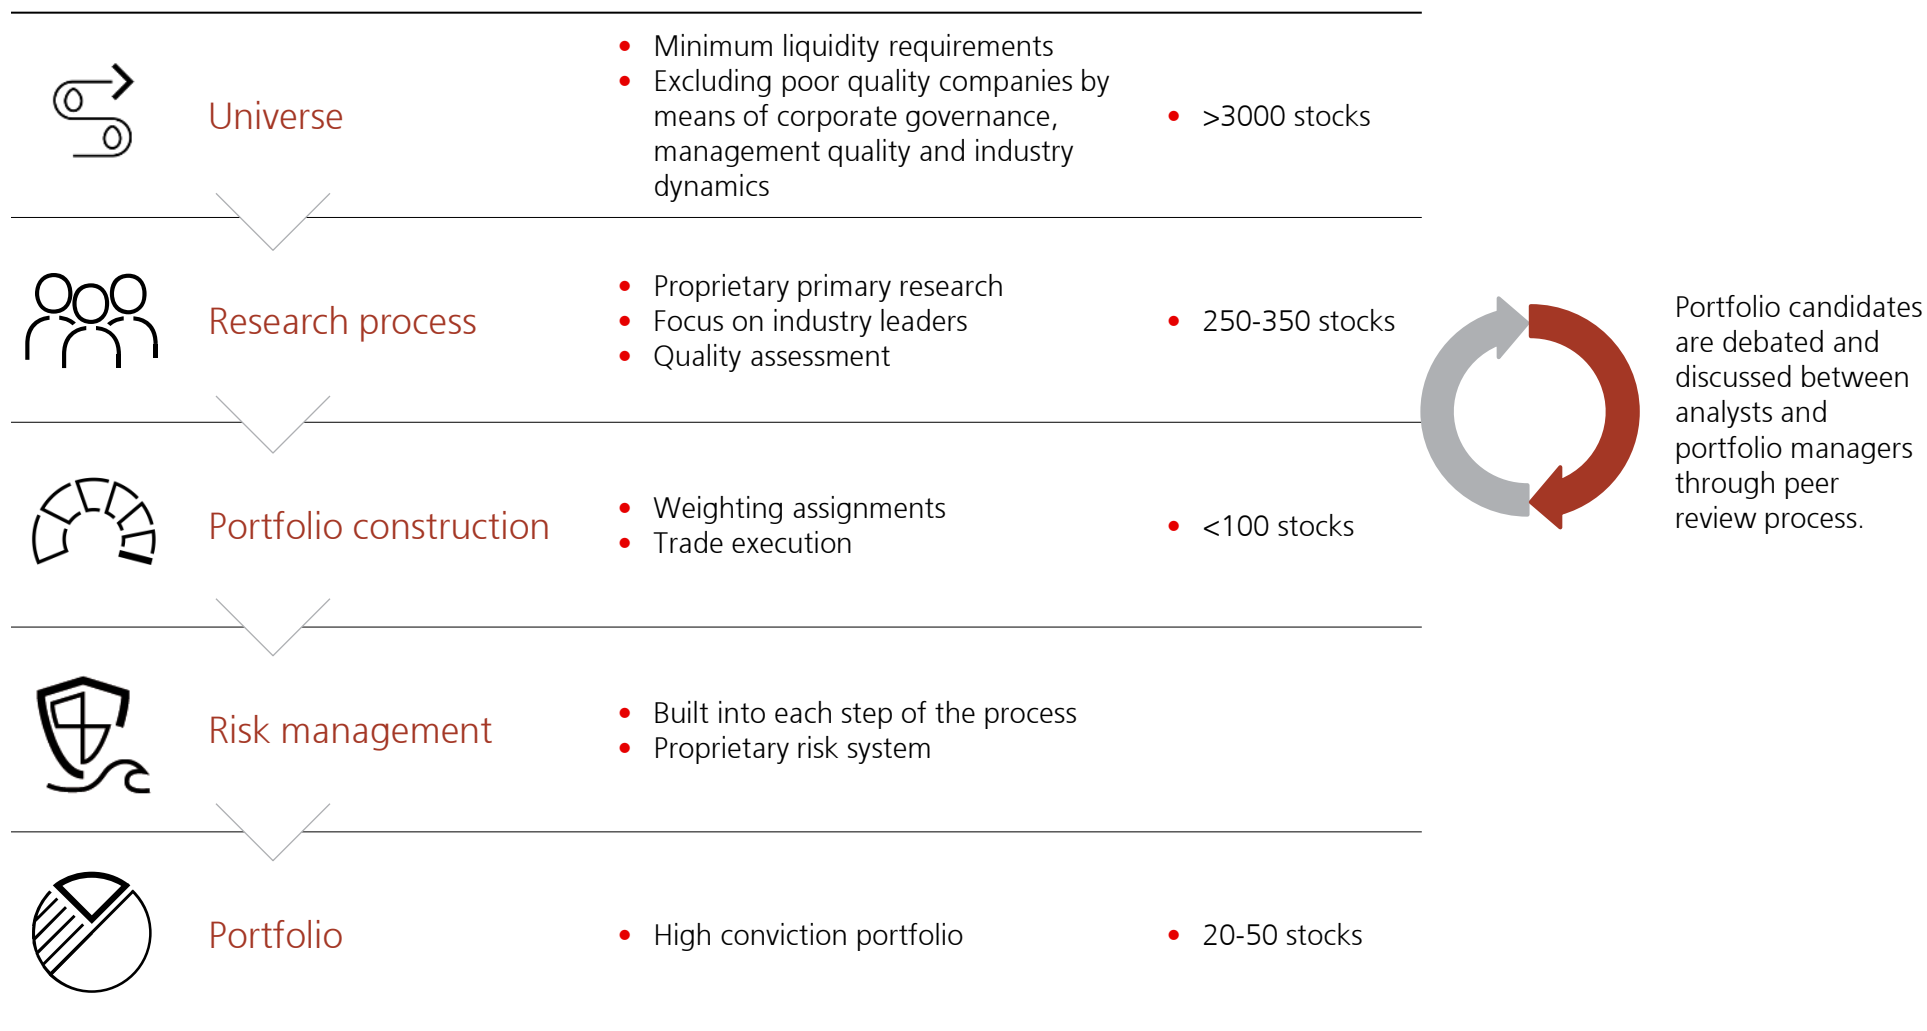 Universe
• Minimum liquidity requirements
• Excluding poor quality companies by
means of corporate governance,
management quality and industry
dynamics
• >3000 stocks
Research process
• Proprietary primary research
• Focus on industry leaders
• Quality assessment
• 250-350 stocks
Portfolio construction
• Weighting assignments
• Trade execution
• <100 stocks
Risk management
• Built into each step of the process
• Proprietary risk system
Portfolio
• High conviction portfolio
• 20-50 stocks
Portfolio candidates
are debated and
discussed between
analysts and
portfolio managers
through peer
review process.